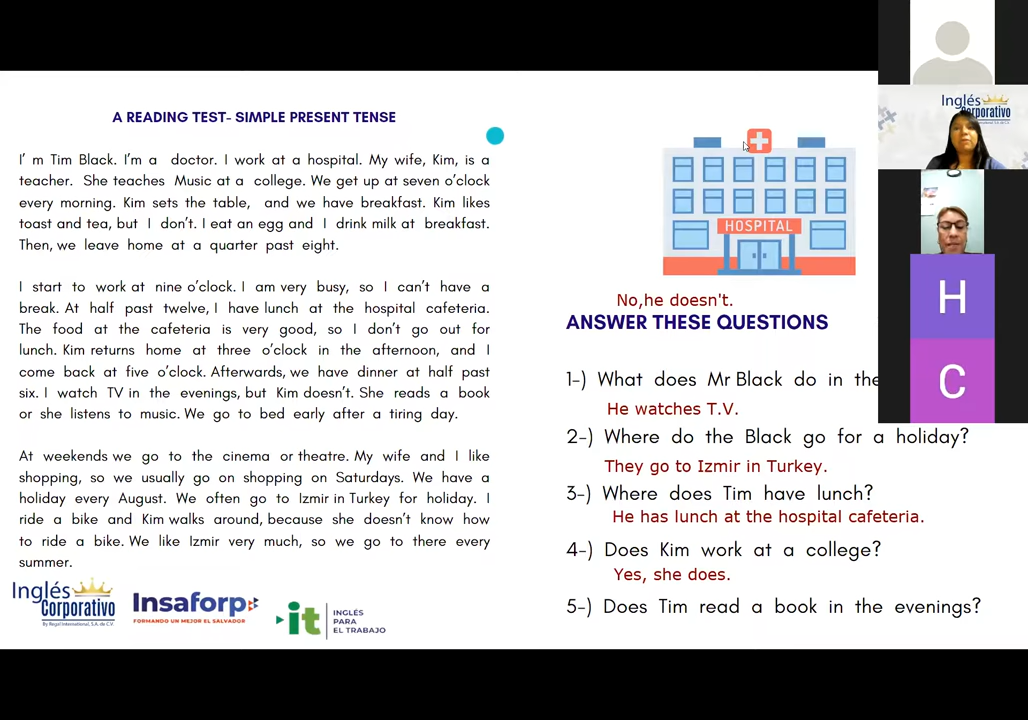 A READING TEST- SIMPLE PRESENT TENSE
I' m Tim Black. I'm a doctor. I work at a hospital. My wife, Kim, is a
teacher. She teaches Music at a college. We get up at seven o'clock
every morning. Kim sets the table, and we have breakfast. Kim likes
toast and tea, but I don't. I eat an egg and I drink milk at breakfast.
Then, we leave home at a quarter past eight.
I start to work at nine o'clock. I am very busy, so I can't have a
break. At half past twelve, I have lunch at the hospital cafeteria.
The food at the cafeteria is very good, so I don't go out for
lunch. Kim returns home at three o'clock in the afternoon, and I
come back at five o'clock. Afterwards, we have dinner at half past
six. I watch TV in the evenings, but Kim doesn't. She reads a book
or she listens to music. We go to bed early after a tiring day.
At weekends we go to the cinema or theatre. My wife and I like
shopping, so we usually go on shopping on Saturdays. We have a
holiday every August. We often go to Izmir in Turkey for holiday. I
ride a bike and Kim walks around, because she doesn't know how
to ride a bike. We like Izmir very much, so we go to there every
summer.
Inglés
Corporativo
By Regal International, S.A. de C.V.
Insaforp
FORMANDO UN MEJOR EL SALVADOR
it
INGLÉS
PARA
EL TRABAJO
HOSPITAL
No,he doesn't.
ANSWER THESE QUESTIONS
1-) What does Mr Black do in the
He watches T.V.
2-) Where do the Black go for a holiday?
They go to Izmir in Turkey.
3-) Where does Tim have lunch?
He has lunch at the hospital cafeteria.
4-) Does Kim work at a college?
Yes, she does.
5-) Does Tim read a book in the evenings?
Inglés
Corporativo
H
C